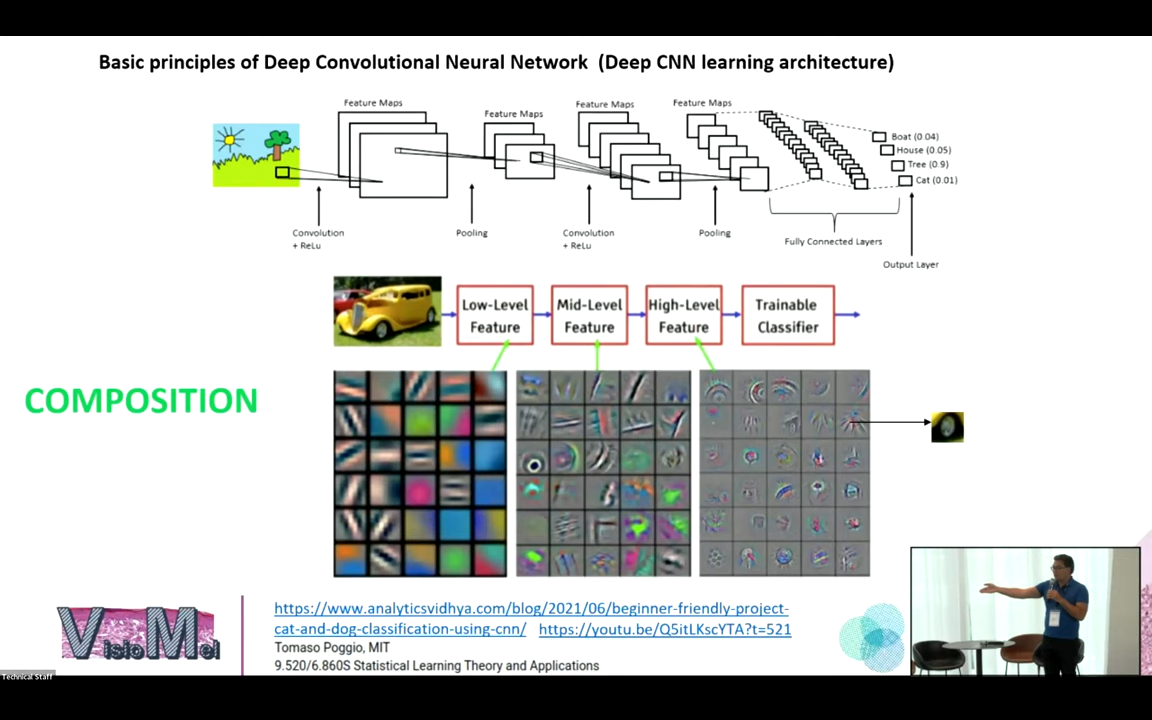 Basic principles of Deep Convolutional Neural Network (Deep CNN learning architecture)
Feature Maps
Feature Maps
Feature Maps
Feature Maps
Boat (0.04)
House (0.05)
Tree (0.9)
Cat (0.01)
Convolution
+ ReLu
Pooling
Convolution
+ ReLu
Pooling
Fully Connected Layers
Output Layer
Low-Level
Feature
Mid-Level
Feature
High-Level
Feature
Trainable
Classifier
COMPOSITION
https://www.analyticsvidhya.com/blog/2021/06/beginner-friendly-project-
cat-and-dog-classification-using-cnn/ https://youtu.be/Q5itLKscYTA?t=521
Tomaso Poggio, MIT
9.520/6.860S Statistical Learning Theory and Applications
VisioMel
Technical Staff